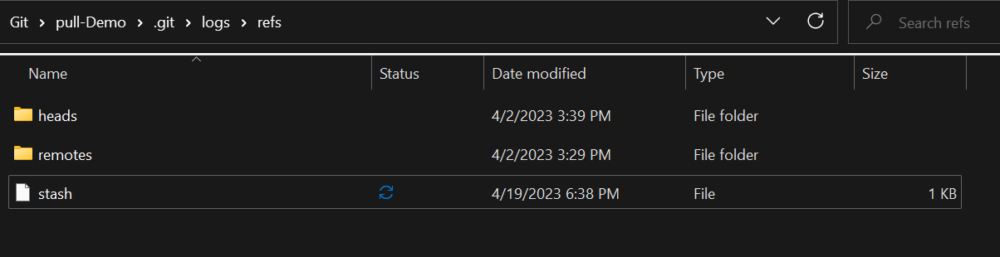 Git > pull-Demo > .git > logs > refs Search refs
Name Status Date modified Type Size
heads 4/2/2023 3:39 PM File folder
remotes 4/2/2023 3:29 PM File folder
stash 4/19/2023 6:38 PM File 1 KB